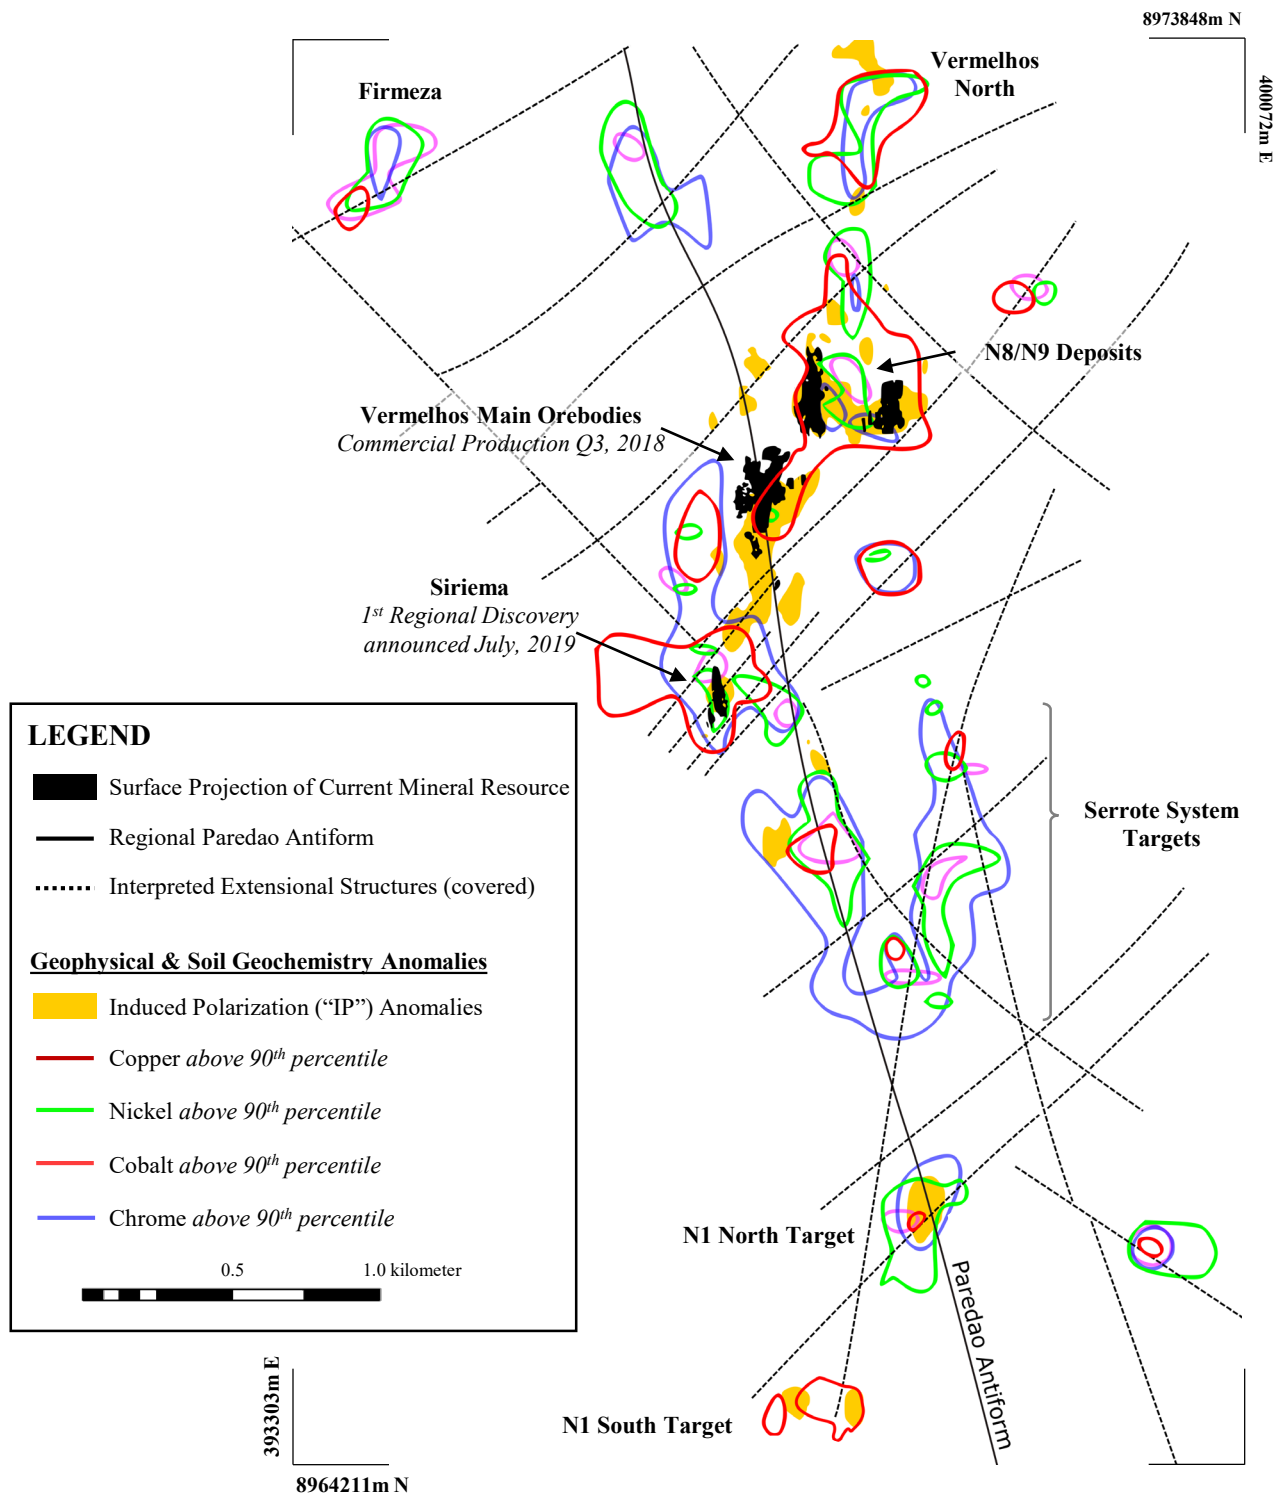 8973848m N
400072m E
Vermelhos
North
Firmeza
N8/N9 Deposits
Vermelhos Main Orebodies
Commercial Production Q3, 2018
Siriema
1st Regional Discovery
announced July, 2019
LEGEND
Surface Projection of Current Mineral Resource
Regional Paredao Antiform
Interpreted Extensional Structures (covered)
Geophysical & Soil Geochemistry Anomalies
Induced Polarization (“IP”) Anomalies
Copper above 90th percentile
Nickel above 90th percentile
Cobalt above 90th percentile
Chrome above 90th percentile
0.5
1.0 kilometer
Serrote System
Targets
N1 North Target
Paredao Antiform
N1 South Target
393303m E
8964211m N